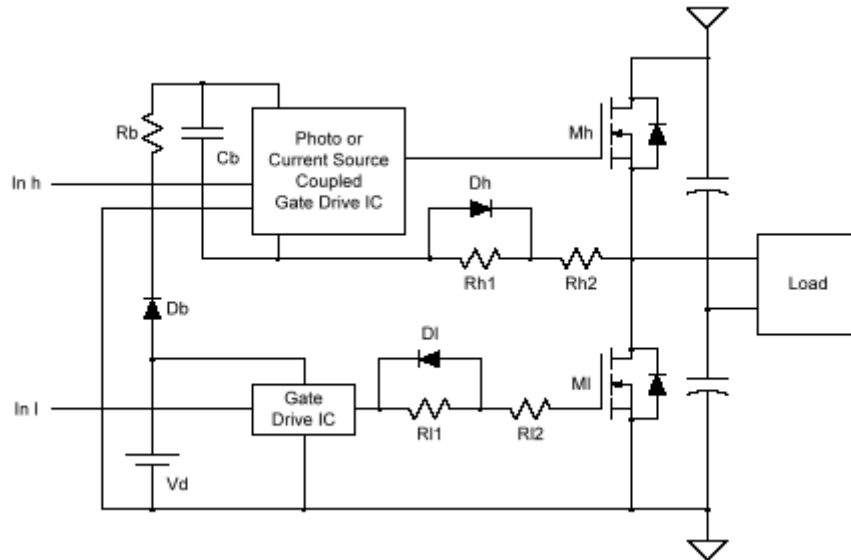 Rb
Cb
Photo or
Current Source
Coupled
Gate Drive IC
Mh
In h
Dh
Rh1
Rh2
Load
Db
Dl
Ml
In l
Gate
Drive IC
Rl1
Rl2
Vd